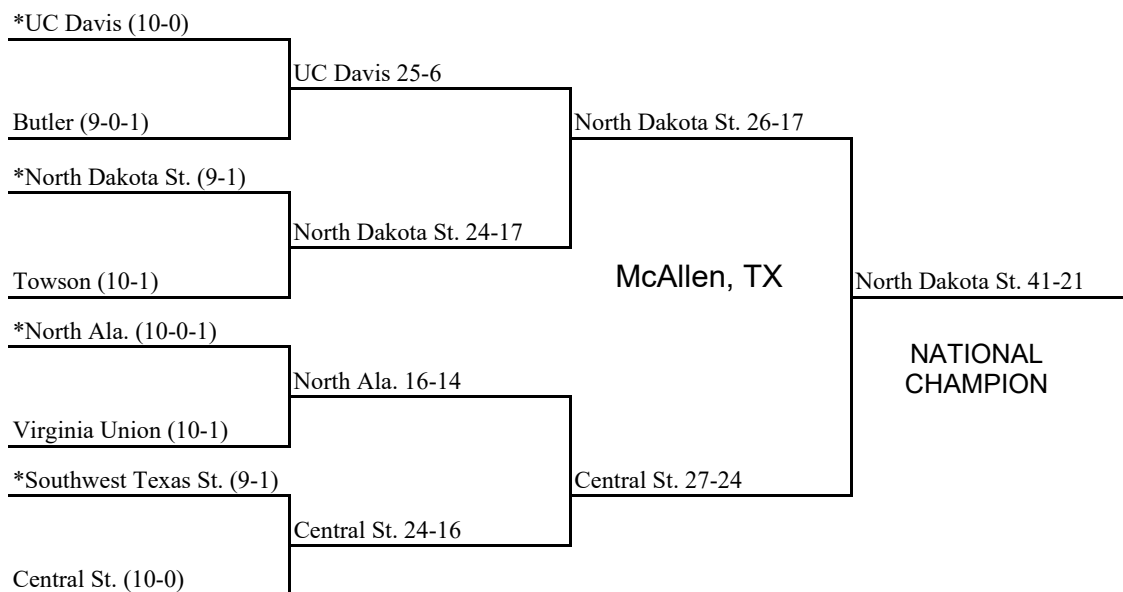 *UC Davis (10-0)
UC Davis 25-6
Butler (9-0-1)
North Dakota St. 26-17
*North Dakota St. (9-1)
North Dakota St. 24-17
Towson (10-1)
McAllen, TX
North Dakota St. 41-21
*North Ala. (10-0-1)
NATIONAL
CHAMPION
North Ala. 16-14
Virginia Union (10-1)
*Southwest Texas St. (9-1)
Central St. 27-24
Central St. 24-16
Central St. (10-0)